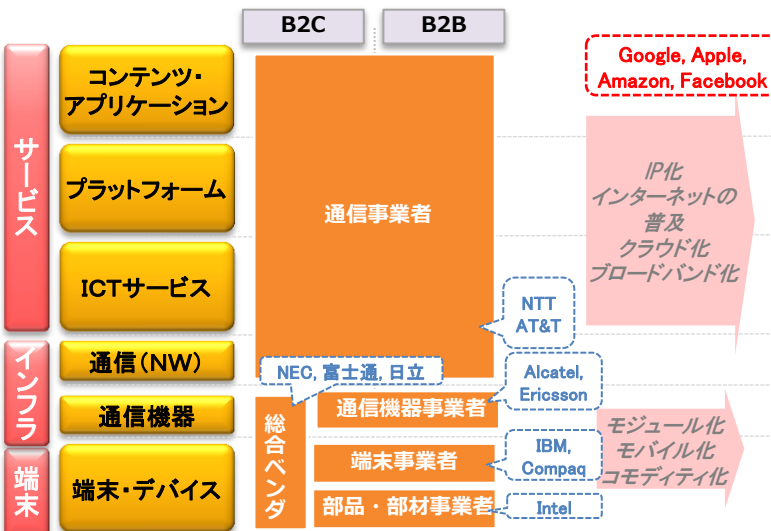 B2C
B2B
サービス
インフラ
端末
コンテンツ・
アプリケーション
プラットフォーム
ICTサービス
通信(NW)
通信機器
端末・デバイス
通信事業者
NTT
AT&T
NEC, 富士通, 日立
Alcatel,
Ericsson
総合ベンダ
通信機器事業者
端末事業者
IBM,
Compaq
部品・部材事業者
Intel
Google, Apple,
Amazon, Facebook
IP化
インターネットの
普及
クラウド化
ブロードバンド化
モジュール化
モバイル化
コモディティ化